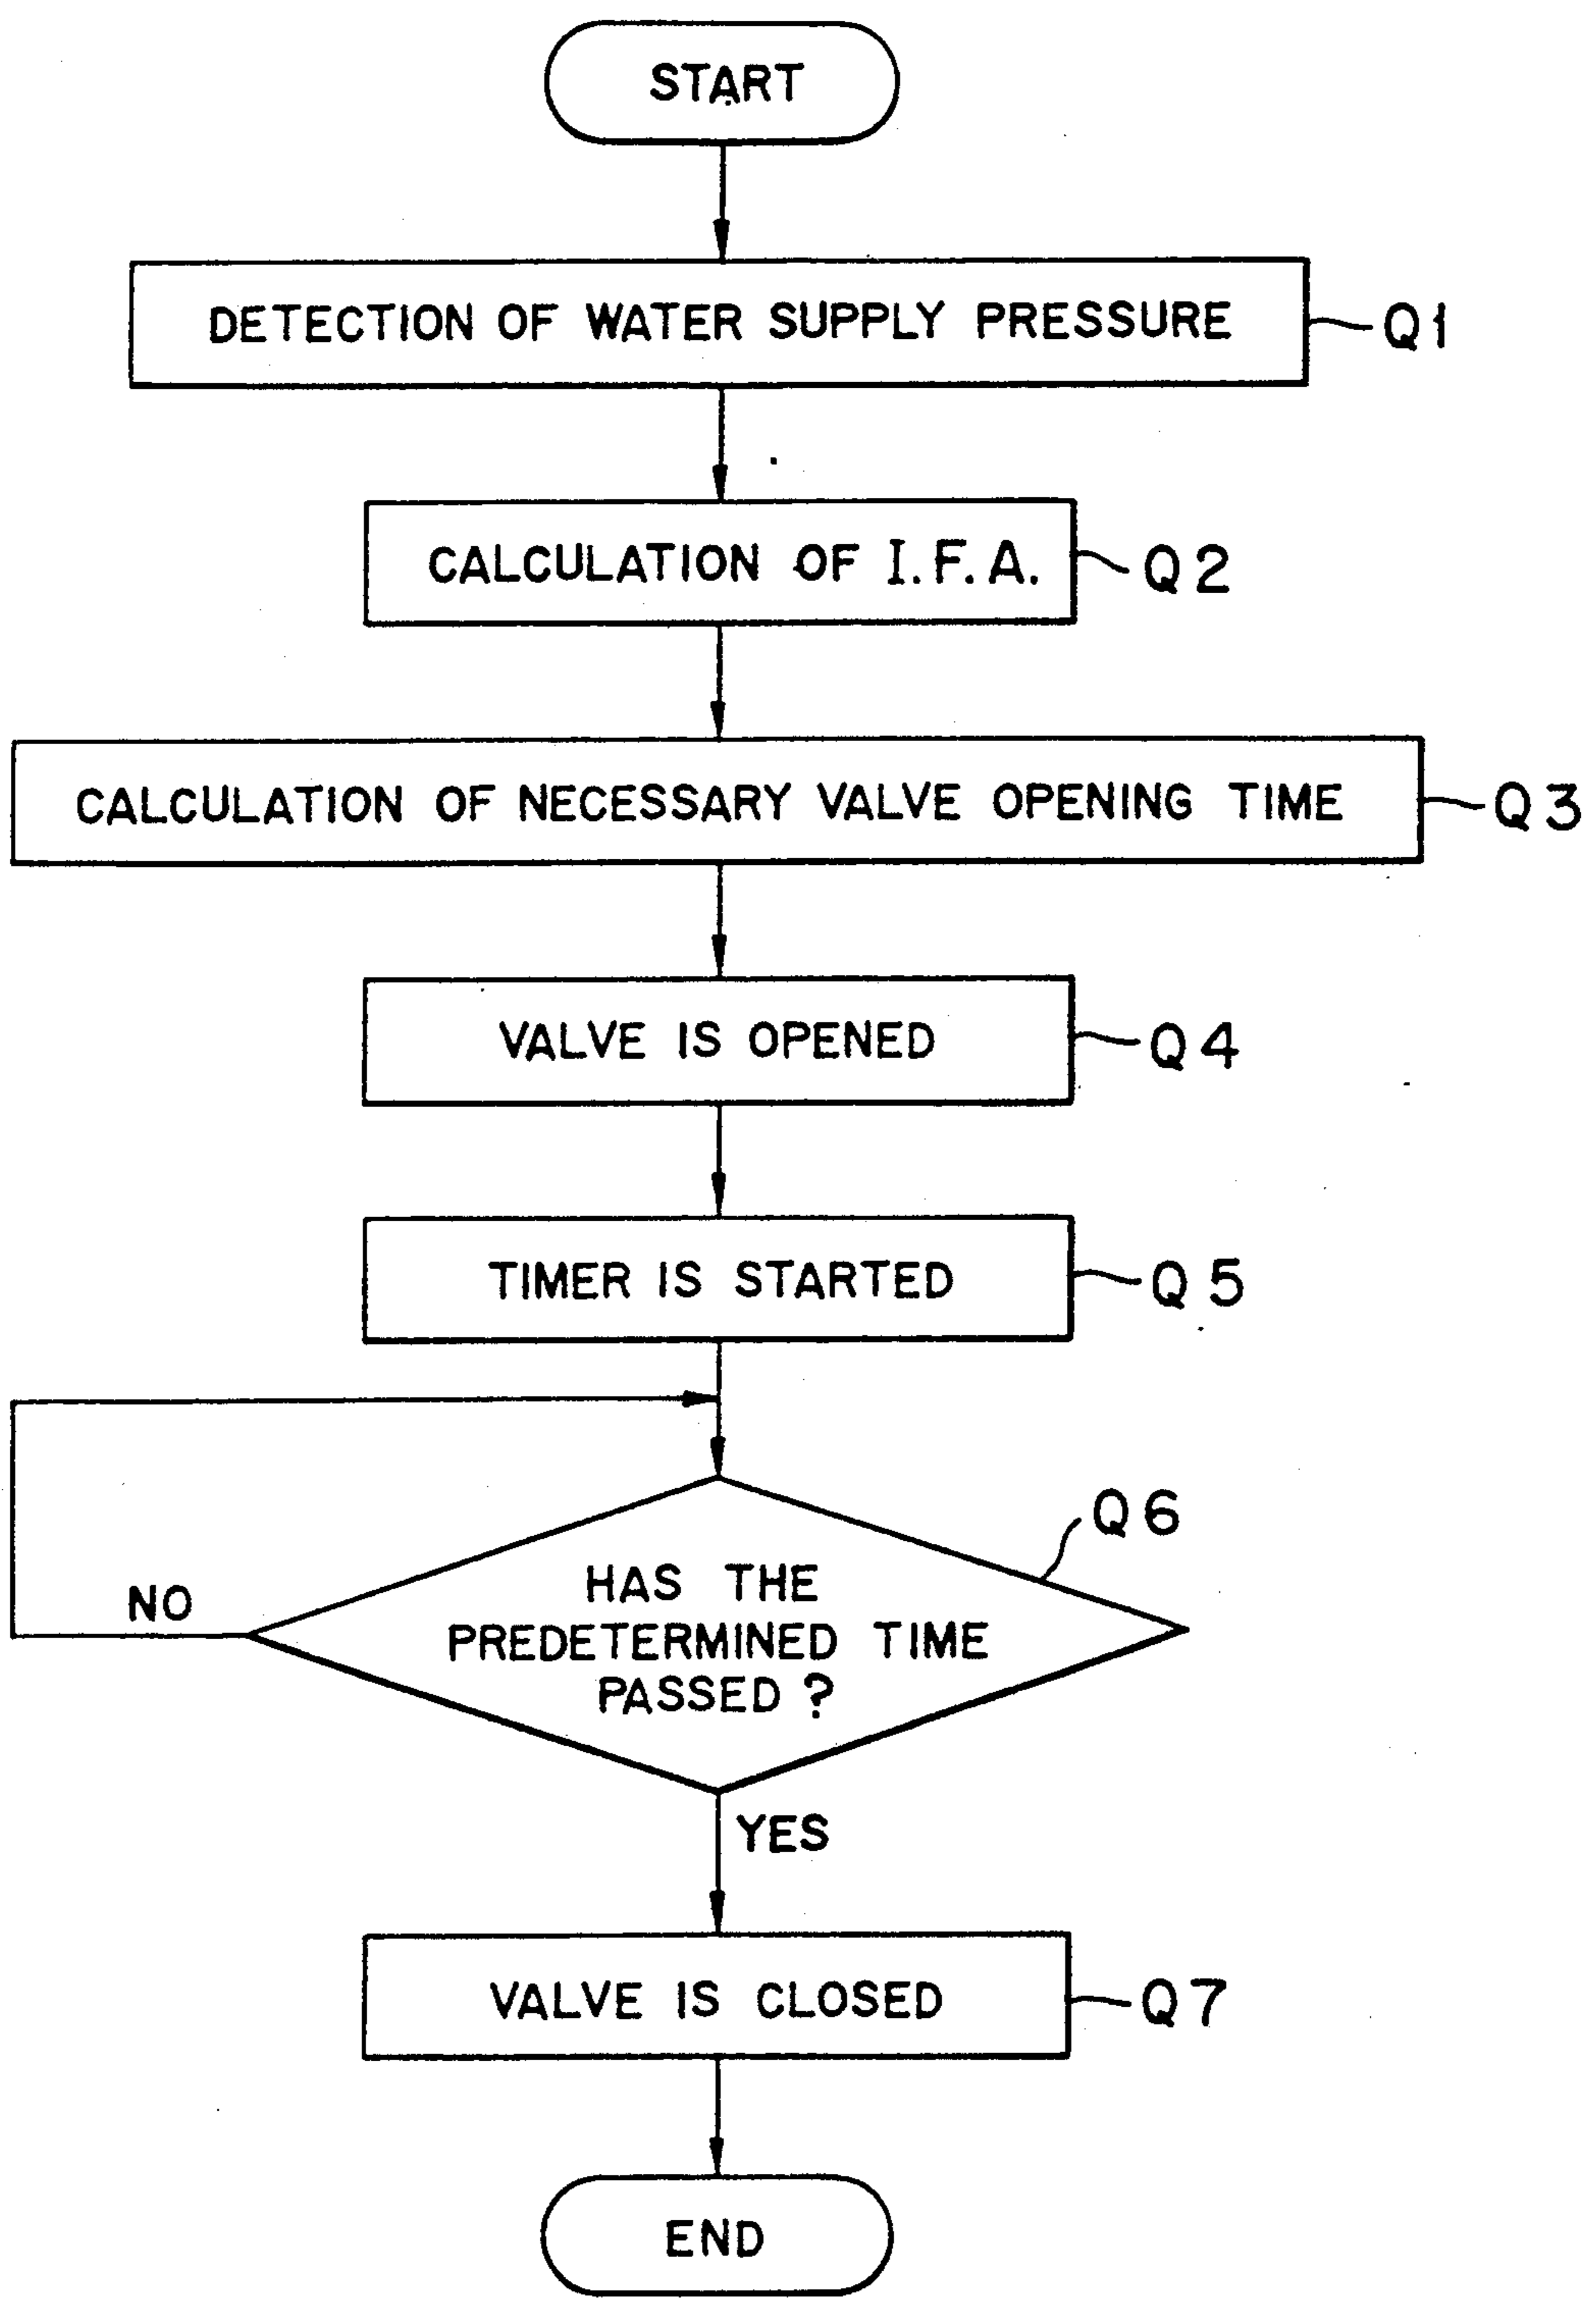 START
DETECTION OF WATER SUPPLY PRESSURE
Q1
CALCULATION OF I.F.A.
Q2
CALCULATION OF NECESSARY VALVE OPENING TIME
Q3
VALVE IS OPENED
Q4
TIMER IS STARTED
Q5
Q6
HAS THE
PREDETERMINED TIME
PASSED ?
NO
YES
VALVE IS CLOSED
Q7
END